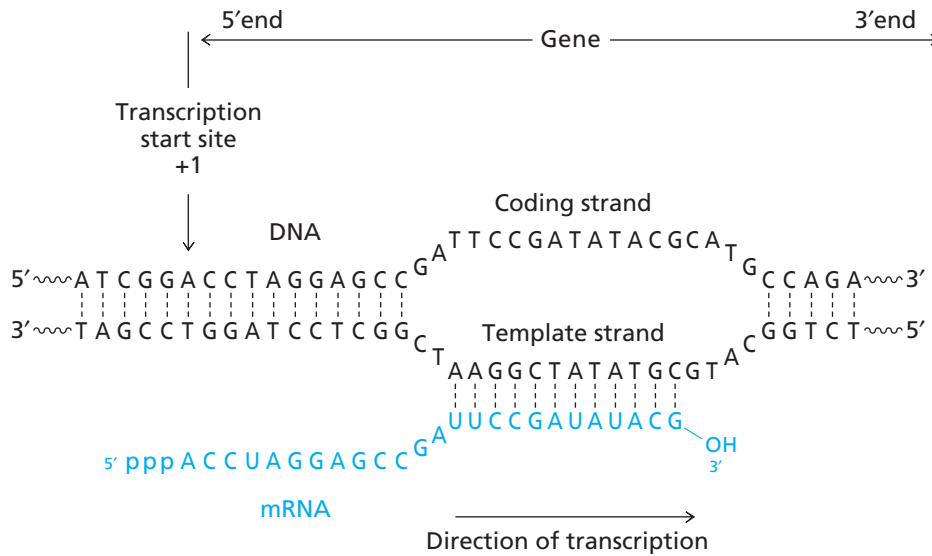 5′end 3′end
Gene
Transcription
start site
+1
Coding strand
DNA
G A T T C C G A T A T A C G C A T G
5′ A T C G G A C C T A G G A G C C C C A G A 3′
3′ T A G C C T G G A T C C T C G G G G T C T 5′
Template strand
C T A A G G C T A T A T G C G T A C
U U C C G A U A U A C G
G A
OH
3′
5′ p p p A C C U A G G A G C C
mRNA
Direction of transcription